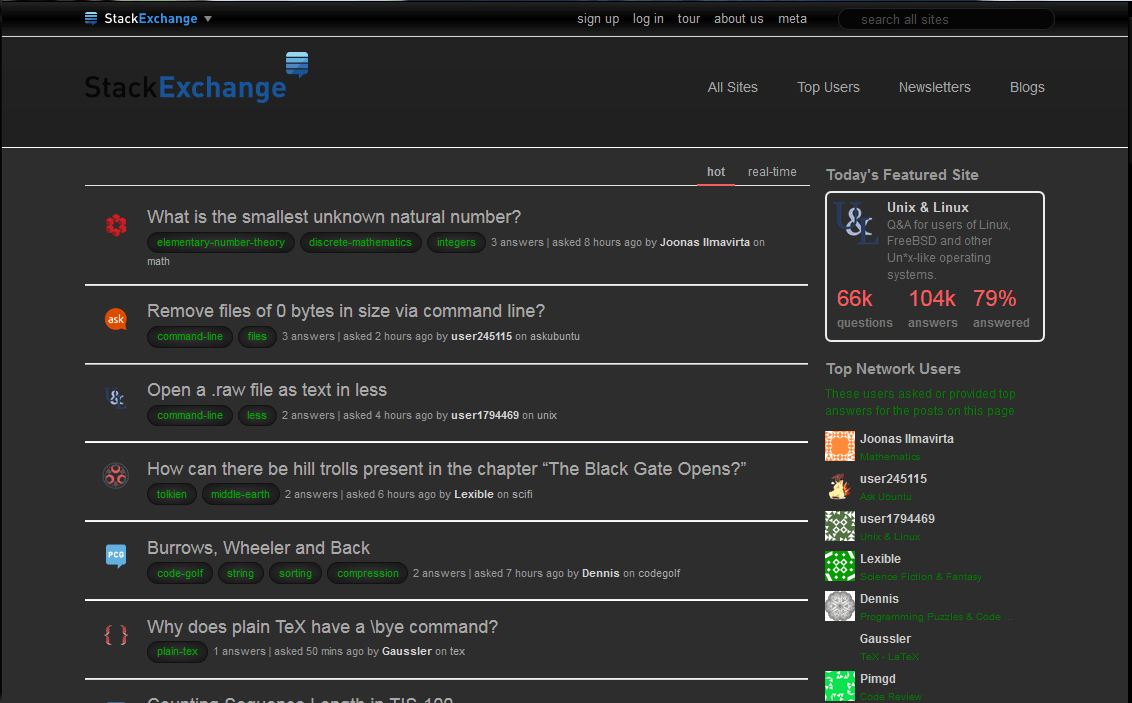 StackExchange
sign up log in tour about us meta
search all sites
StackExchange
All Sites Top Users Newsletters Blogs
hot real-time
What is the smallest unknown natural number?
elementary-number-theory discrete-mathematics integers 3 answers | asked 8 hours ago by Joonas Ilmavirta on
math
ask
Remove files of 0 bytes in size via command line?
command-line files 3 answers | asked 2 hours ago by user245115 on askubuntu
U&L
Open a .raw file as text in less
command-line less 2 answers | asked 4 hours ago by user1794469 on unix
How can there be hill trolls present in the chapter “The Black Gate Opens?”
tolkien middle-earth 2 answers | asked 6 hours ago by Lexible on scifi
PCG
Burrows, Wheeler and Back
code-golf string sorting compression 2 answers | asked 7 hours ago by Dennis on codegolf
{ }
Why does plain TeX have a \bye command?
plain-tex 1 answers | asked 50 mins ago by Gaussler on tex
Counting Sequence Length in TIS-100
Today's Featured Site
U&L
Unix & Linux
Q&A for users of Linux,
FreeBSD and other
Un*x-like operating
systems.
66k 104k 79%
questions answers answered
Top Network Users
These users asked or provided top
answers for the posts on this page
Joonas Ilmavirta
Mathematics
user245115
Ask Ubuntu
user1794469
Unix & Linux
Lexible
Science Fiction & Fantasy
Dennis
Programming Puzzles & Code ...
Gaussler
TeX - LaTeX
Pimgd
Code Review